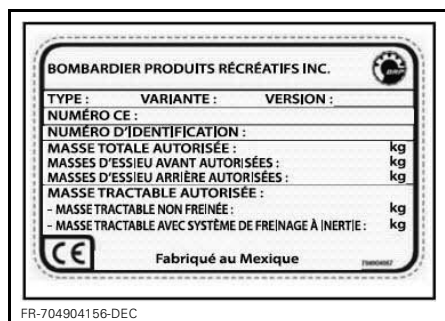 BOMBARDIER PRODUITS RÉCRÉATIFS INC.
BRP
TYPE : VARIANTE : VERSION :
NUMÉRO CE :
NUMÉRO D'IDENTIFICATION :
MASSE TOTALE AUTORISÉE : kg
MASSES D'ESSIEU AVANT AUTORISÉES : kg
MASSES D'ESSIEU ARRIÈRE AUTORISÉES : kg
MASSE TRACTABLE AUTORISÉE :
- MASSE TRACTABLE NON FREINÉE : kg
- MASSE TRACTABLE AVEC SYSTÈME DE FREINAGE À INERTIE : kg
CE
Fabriqué au Mexique
FR-704904156-DEC